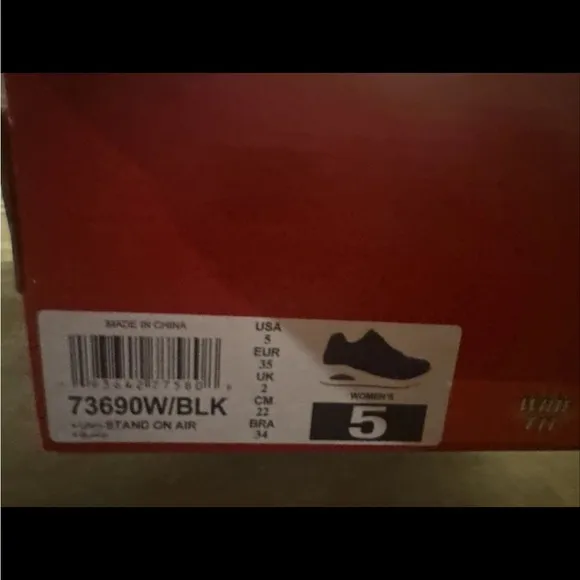 MADE IN CHINA
73690W/BLK
STAND ON AIR
USA
5
EUR
35
UK
2
CM
22
BRA
34
WOMEN'S
5